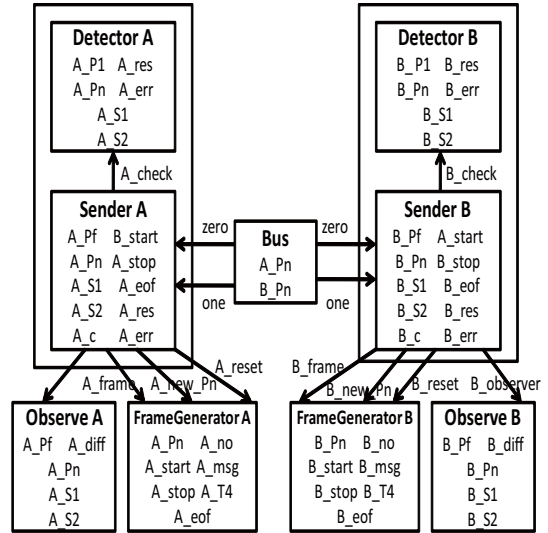 Detector A
A_P1 A_res
A_Pn A_err
A_S1
A_S2
A_check
Sender A
A_Pf B_start
A_Pn A_stop
A_S1 A_eof
A_S2 A_res
A_c A_err
zero
one
Bus
A_Pn
B_Pn
zero
one
Detector B
B_P1 B_res
B_Pn B_err
B_S1
B_S2
B_check
Sender B
B_Pf A_start
B_Pn B_stop
B_S1 B_eof
B_S2 B_res
B_c B_err
A_frame
A_new_Pn
A_reset
B_frame
B_new_Pn
B_reset
B_observer
Observe A
A_Pf A_diff
A_Pn
A_S1
A_S2
FrameGenerator A
A_Pn A_no
A_start A_msg
A_stop A_T4
A_eof
FrameGenerator B
B_Pn B_no
B_start B_msg
B_stop B_T4
B_eof
Observe B
B_Pf B_diff
B_Pn
B_S1
B_S2